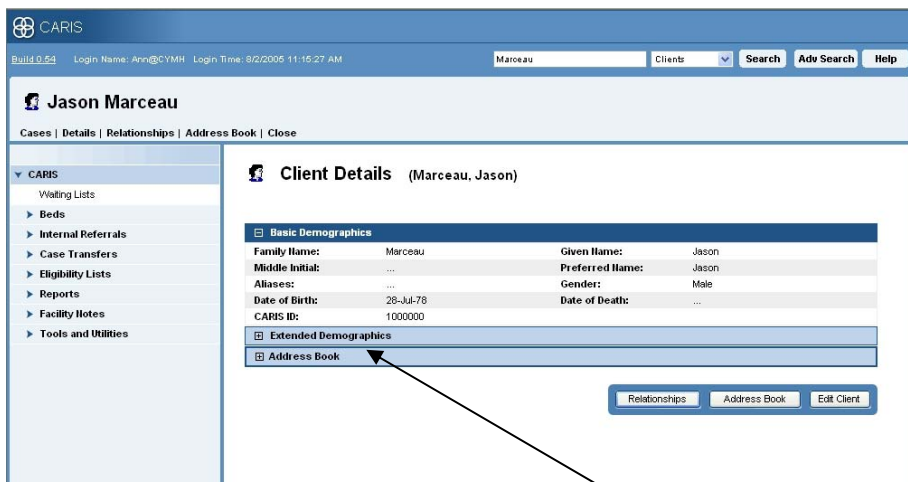 CARIS
Build 0.54 Login Name: Ann@CYMH Login Time: 8/2/2005 11:15:27 AM Marceau Clients Search Adv Search Help
Jason Marceau
Cases | Details | Relationships | Address Book | Close
CARIS
Waiting Lists
Beds
Internal Referrals
Case Transfers
Eligibility Lists
Reports
Facility Notes
Tools and Utilities
Client Details (Marceau, Jason)
Basic Demographics
Family Name: Marceau Given Name: Jason
Middle Initial: ... Preferred Name: Jason
Aliases: ... Gender: Male
Date of Birth: 28-Jul-78 Date of Death: ...
CARIS ID: 1000000
Extended Demographics
Address Book
Relationships Address Book Edit Client